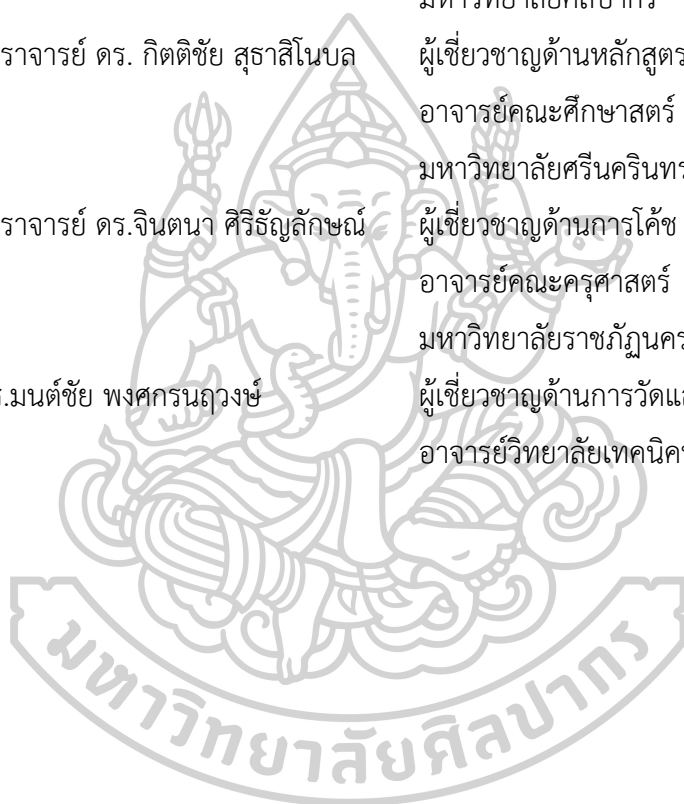 มหาวิทยาลัยศิลปากร
ราจารย์ ดร. กิตติชัย สุธาสิโนบล ผู้เชี่ยวชาญด้านหลักสูตร
อาจารย์คณะศึกษาสตร์
มหาวิทยาลัยศรีนครินทร
ราจารย์ ดร.จินตนา ศิริธัญลักษณ์ ผู้เชี่ยวชาญด้านการโค้ช
อาจารย์คณะครุศาสตร์
มหาวิทยาลัยราชภัฏนคร
.มนต์ชัย พงศกรนฤวงษ์ ผู้เชี่ยวชาญด้านการวัดแล
อาจารย์วิทยาลัยเทคนิค
มหาวิทยาลัยศิลปากร